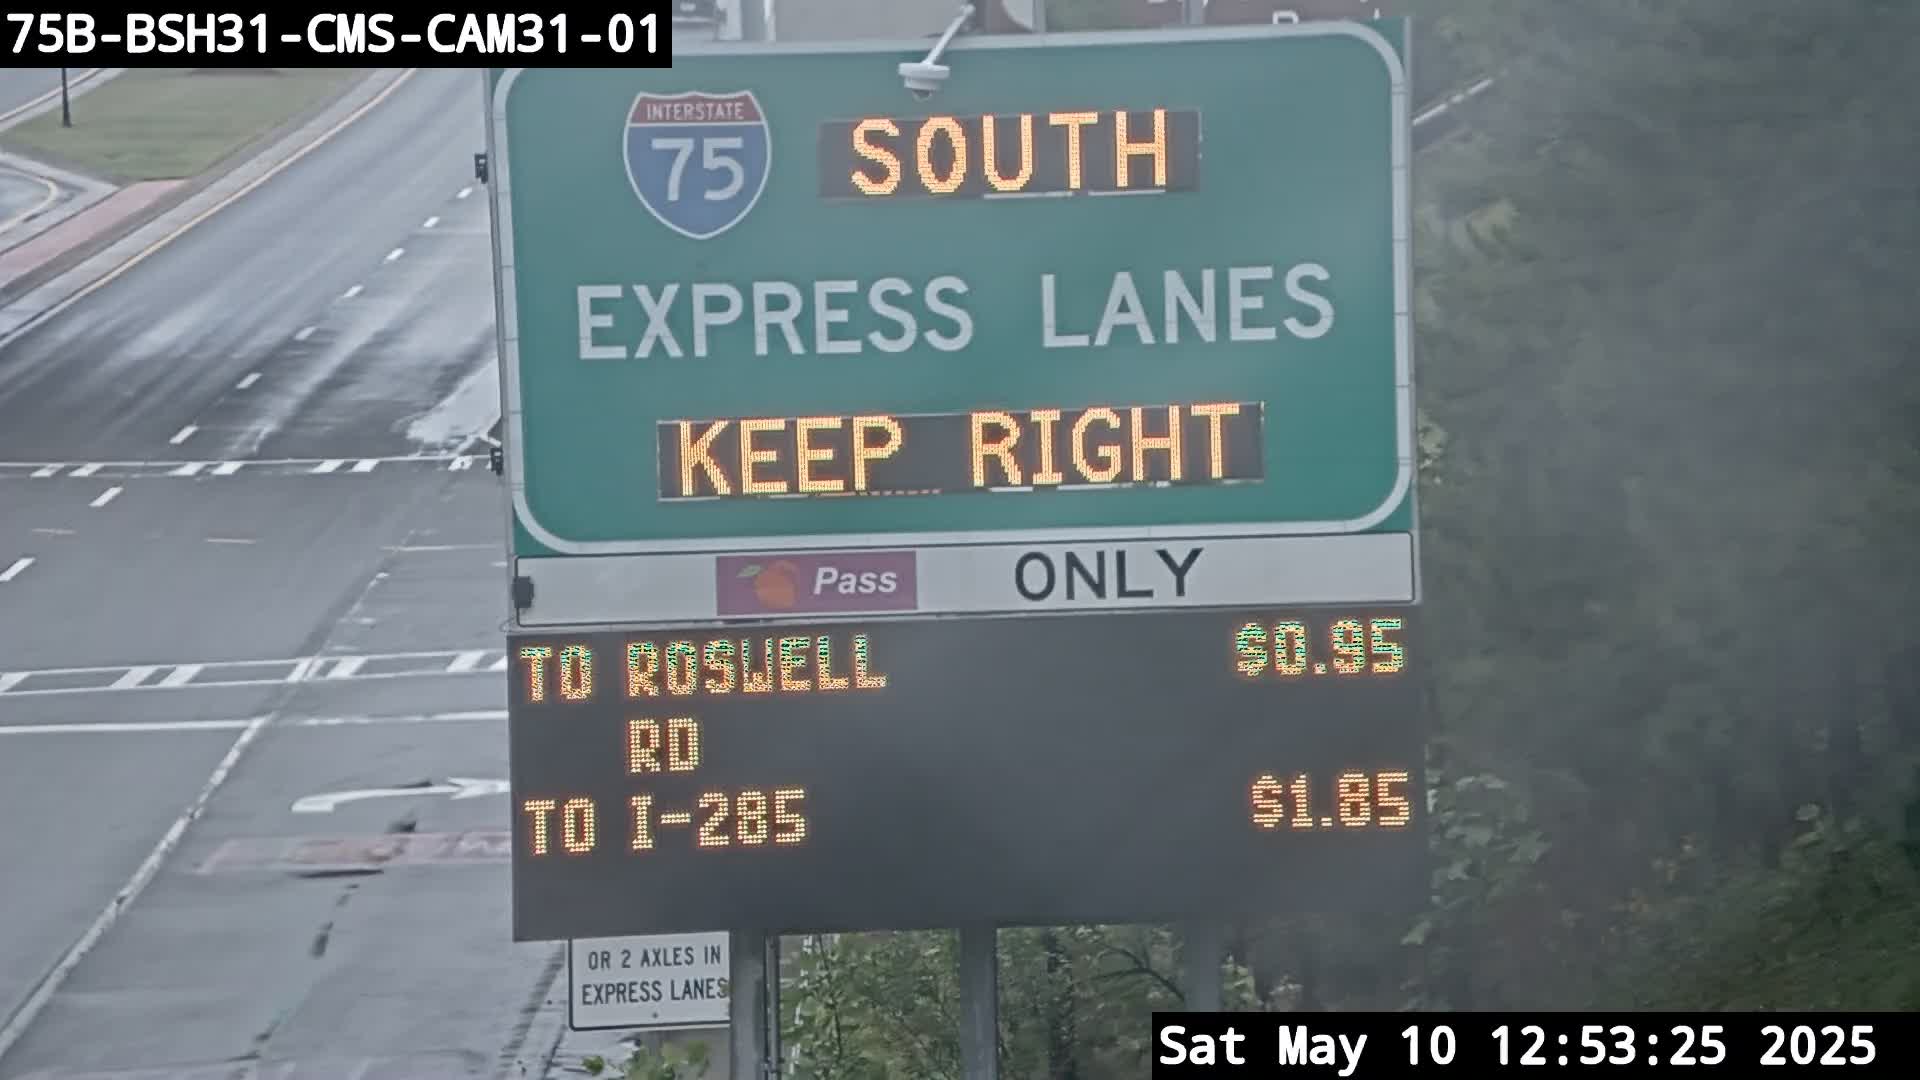 75B-BSH31-CMS-CAM31-01
INTERSTATE
75
SOUTH
EXPRESS LANES
KEEP RIGHT
Pass
ONLY
TO ROSWELL $0.95
RD
TO I-285 $1.85
OR 2 AXLES IN
EXPRESS LANES
Sat May 10 12:53:25 2025